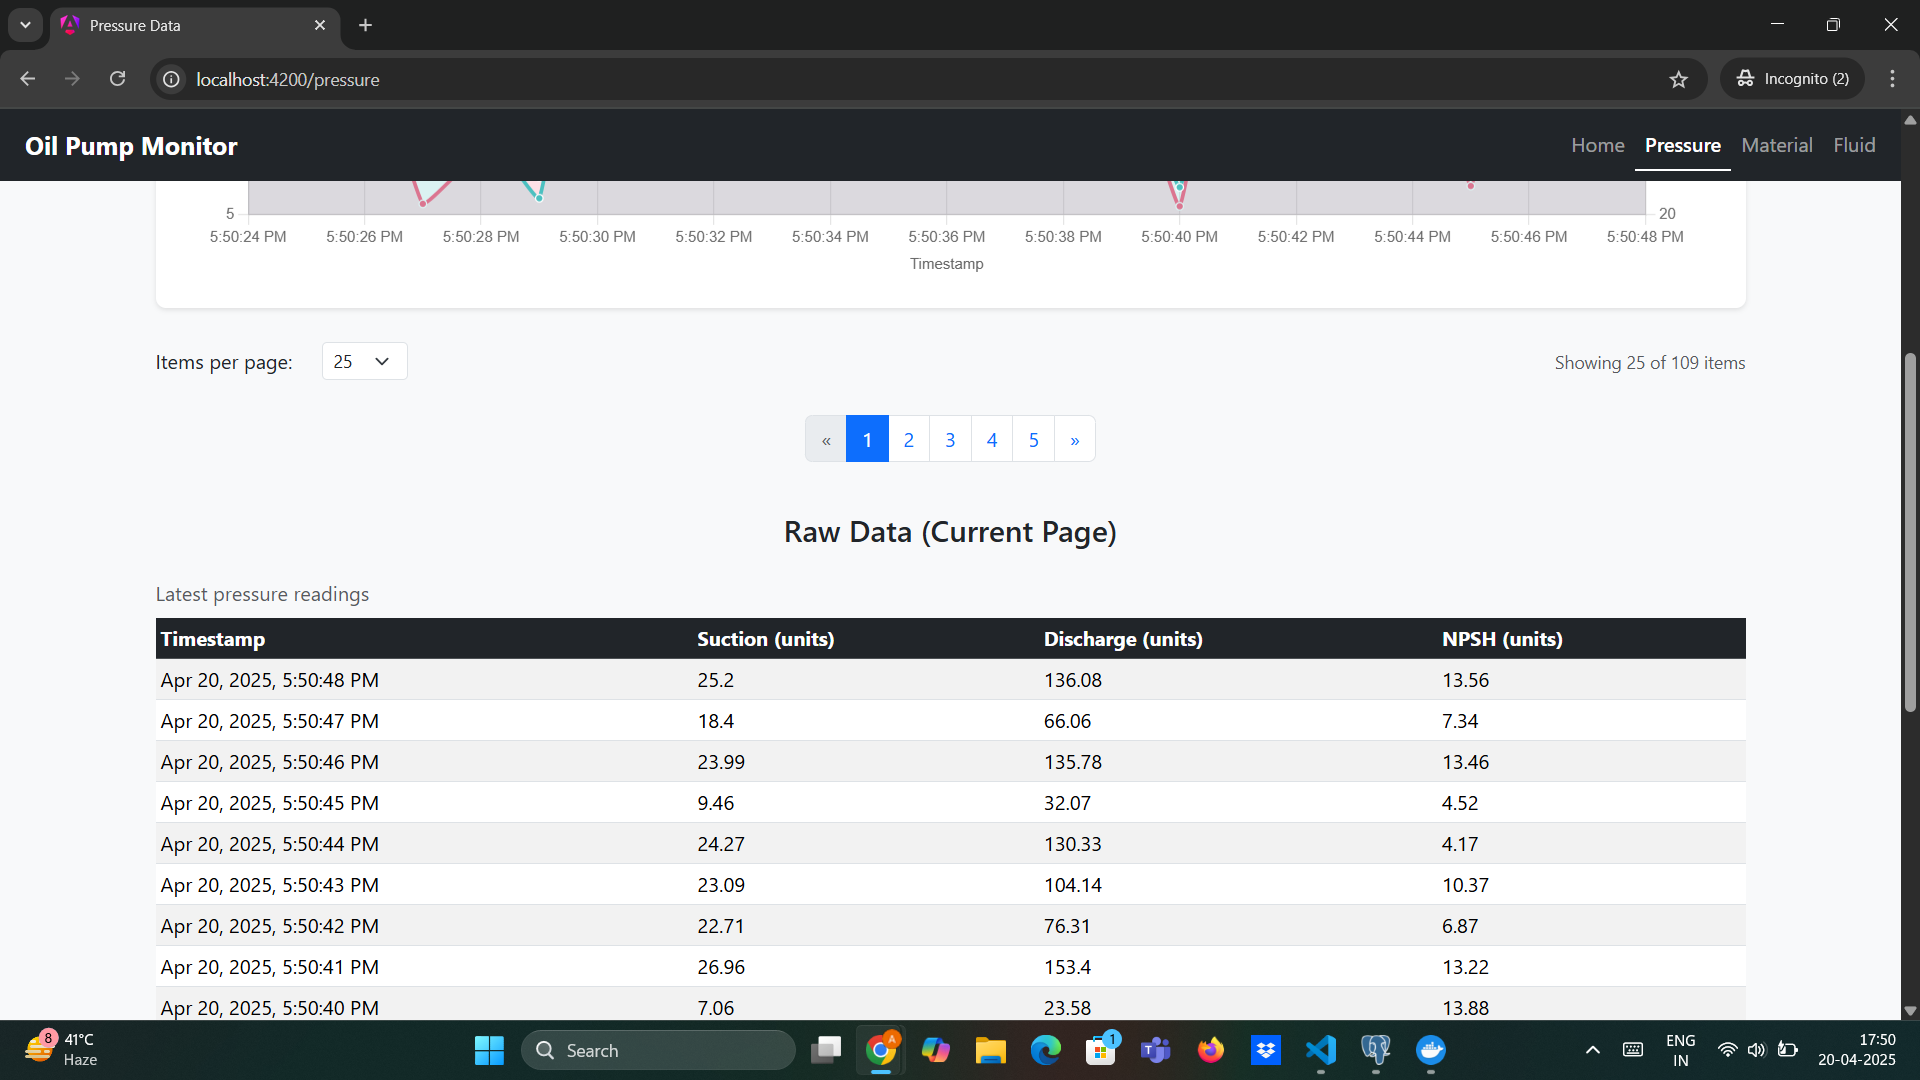 Pressure Data
localhost:4200/pressure
Incognito (2)
Oil Pump Monitor
Home Pressure Material Fluid
5 20
5:50:24 PM 5:50:26 PM 5:50:28 PM 5:50:30 PM 5:50:32 PM 5:50:34 PM 5:50:36 PM 5:50:38 PM 5:50:40 PM 5:50:42 PM 5:50:44 PM 5:50:46 PM 5:50:48 PM
Timestamp
Items per page: 25 Showing 25 of 109 items
« 1 2 3 4 5 »
Raw Data (Current Page)
Latest pressure readings
Timestamp Suction (units) Discharge (units) NPSH (units)
Apr 20, 2025, 5:50:48 PM 25.2 136.08 13.56
Apr 20, 2025, 5:50:47 PM 18.4 66.06 7.34
Apr 20, 2025, 5:50:46 PM 23.99 135.78 13.46
Apr 20, 2025, 5:50:45 PM 9.46 32.07 4.52
Apr 20, 2025, 5:50:44 PM 24.27 130.33 4.17
Apr 20, 2025, 5:50:43 PM 23.09 104.14 10.37
Apr 20, 2025, 5:50:42 PM 22.71 76.31 6.87
Apr 20, 2025, 5:50:41 PM 26.96 153.4 13.22
Apr 20, 2025, 5:50:40 PM 7.06 23.58 13.88
8 41°C
Haze
Search
A
1
T
ENG
IN
17:50
20-04-2025